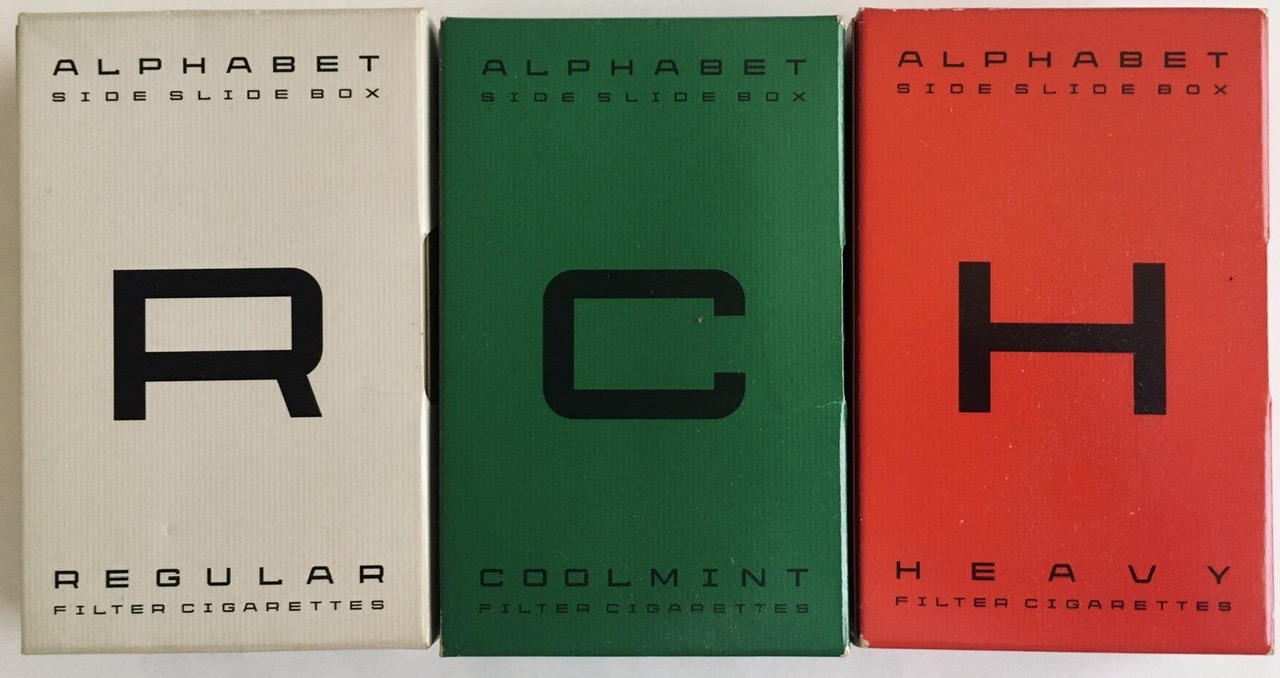 ALPHABET
SIDE SLIDE BOX
R
REGULAR
FILTER CIGARETTES
ALPHABET
SIDE SLIDE BOX
C
COOLMINT
FILTER CIGARETTES
ALPHABET
SIDE SLIDE BOX
H
HEAVY
FILTER CIGARETTES